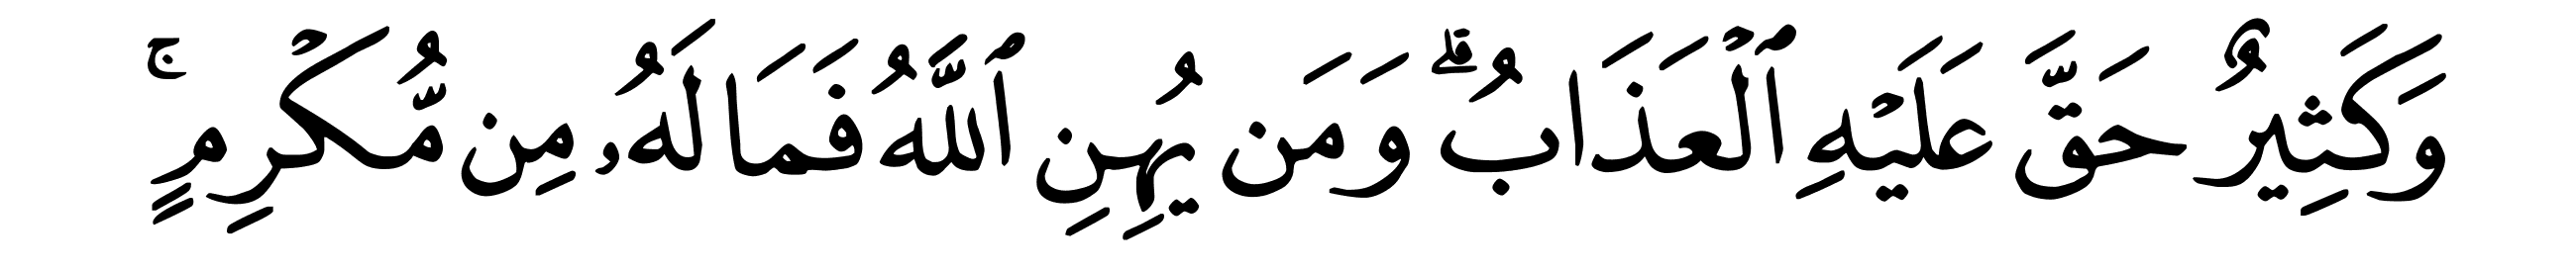 وَكَثِيرٌ حَقَّ عَلَيْهِ ٱلْعَذَابُ ۗ وَمَن يُهِنِ ٱللَّهُ فَمَا لَهُۥ مِن مُّكْرِمٍ ۚ